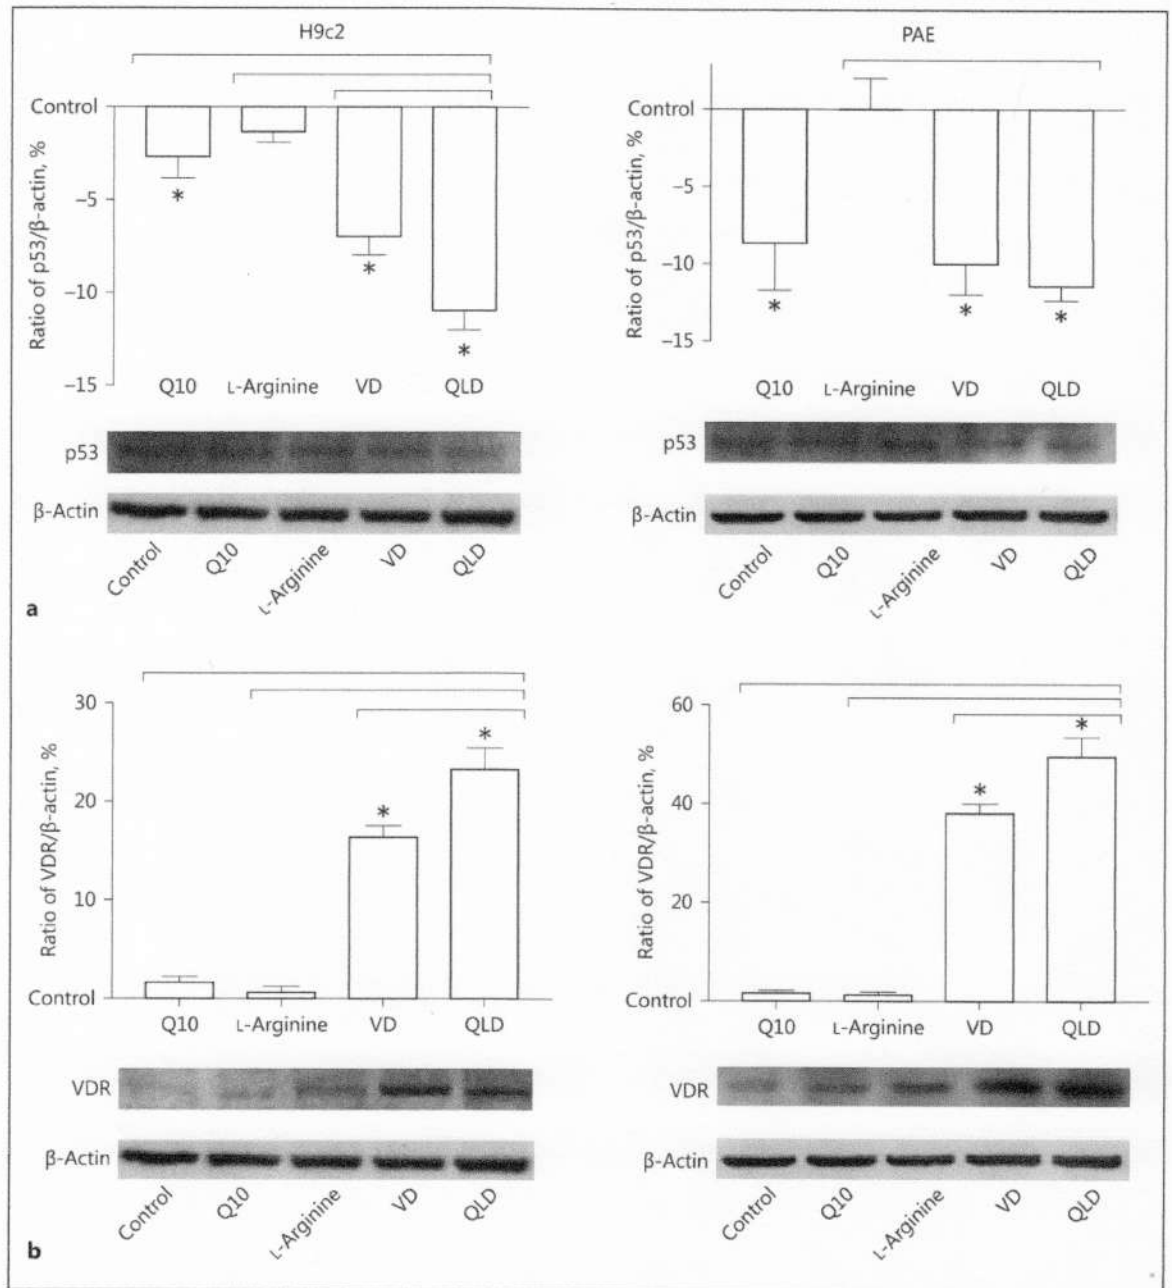 H9c2
Control
−5
−10
−15
Ratio of p53/β-actin, %
*
*
*
Q10 L-Arginine VD QLD
p53
β-Actin
Control Q10 L-Arginine VD QLD
PAE
Control
−5
−10
−15
Ratio of p53/β-actin, %
*
*
*
Q10 L-Arginine VD QLD
p53
β-Actin
Control Q10 L-Arginine VD QLD
a
30
20
10
Control
Ratio of VDR/β-actin, %
*
*
Q10 L-Arginine VD QLD
VDR
β-Actin
Control Q10 L-Arginine VD QLD
60
40
20
Control
Ratio of VDR/β-actin, %
*
*
Q10 L-Arginine VD QLD
VDR
β-Actin
Control Q10 L-Arginine VD QLD
b